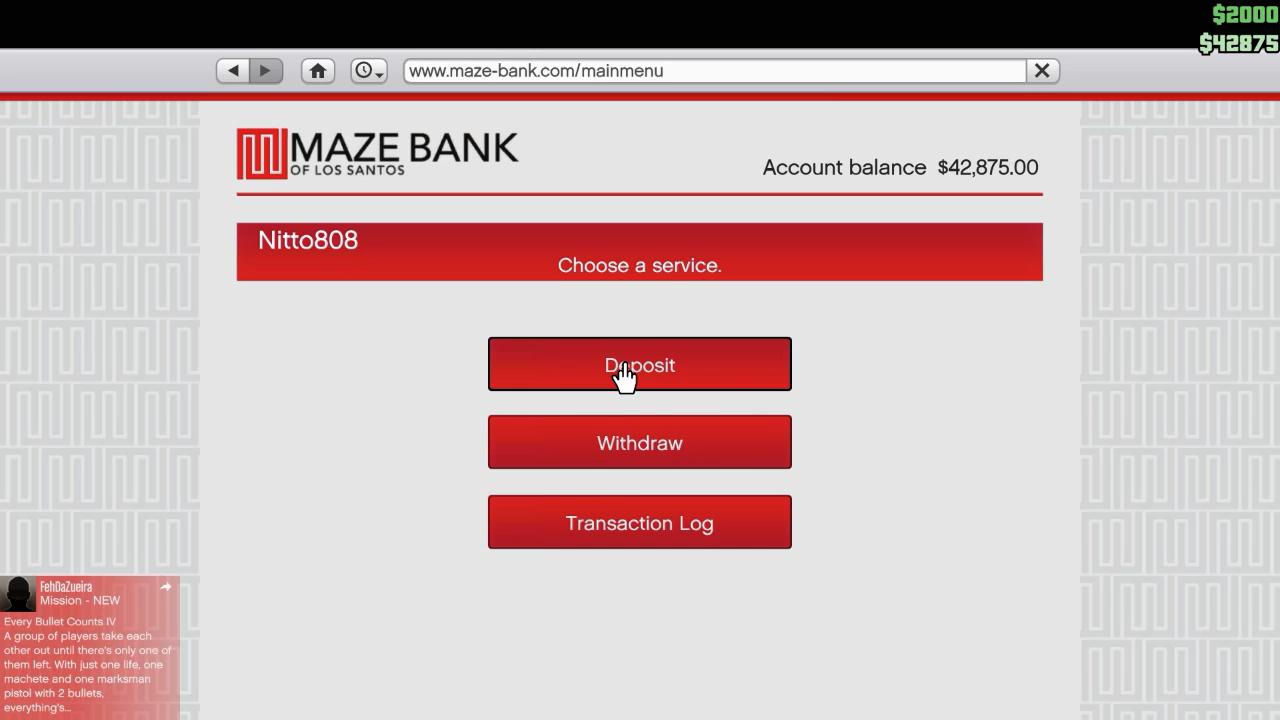 $2000
$42875
www.maze-bank.com/mainmenu
MAZE BANK
OF LOS SANTOS
Account balance $42,875.00
Nitto808
Choose a service.
Deposit
Withdraw
Transaction Log
FehDaZueira
Mission - NEW
Every Bullet Counts IV
A group of players take each
other out until there's only one of
them left. With just one life, one
machete and one marksman
pistol with 2 bullets,
everything's...